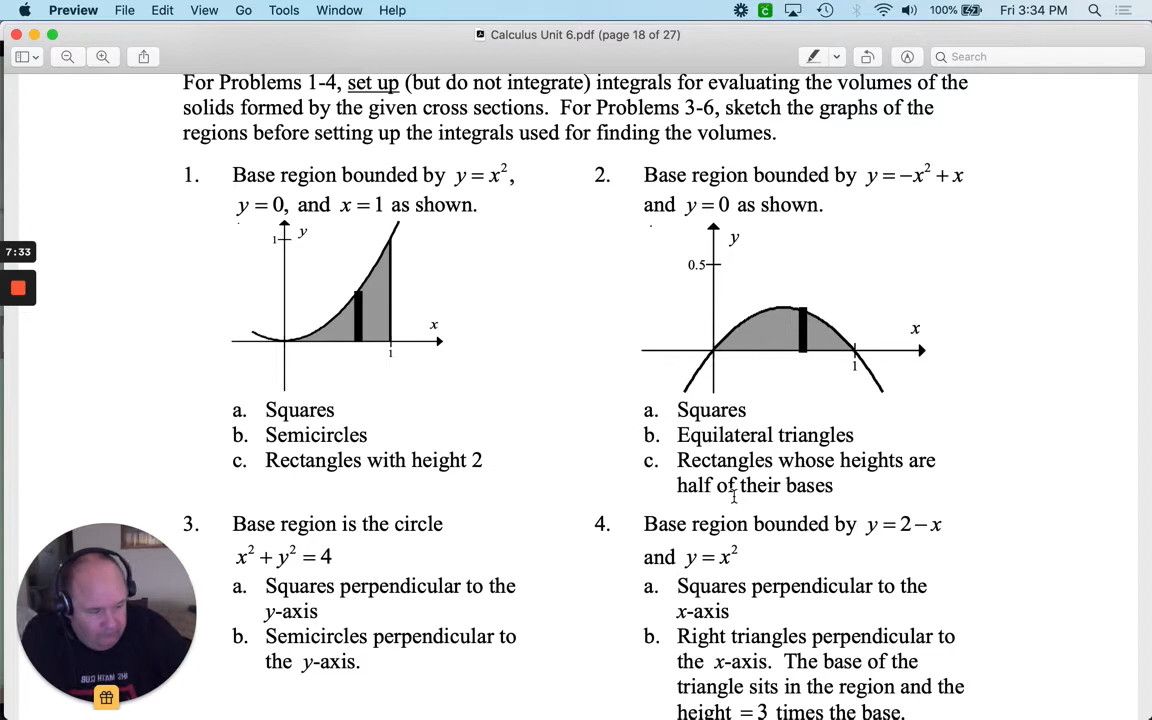 Preview File Edit View Go Tools Window Help 100% Fri 3:34 PM
Calculus Unit 6.pdf (page 18 of 27)
Search
For Problems 1-4, set up (but do not integrate) integrals for evaluating the volumes of the
solids formed by the given cross sections. For Problems 3-6, sketch the graphs of the
regions before setting up the integrals used for finding the volumes.
1. Base region bounded by y = x²,
y = 0, and x = 1 as shown.
1
y
x
1
a. Squares
b. Semicircles
c. Rectangles with height 2
2. Base region bounded by y = −x² + x
and y = 0 as shown.
y
0.5
x
1
a. Squares
b. Equilateral triangles
c. Rectangles whose heights are
half of their bases
3. Base region is the circle
x² + y² = 4
a. Squares perpendicular to the
y-axis
b. Semicircles perpendicular to
the y-axis.
4. Base region bounded by y = 2 − x
and y = x²
a. Squares perpendicular to the
x-axis
b. Right triangles perpendicular to
the x-axis. The base of the
triangle sits in the region and the
height = 3 times the base.
7:33